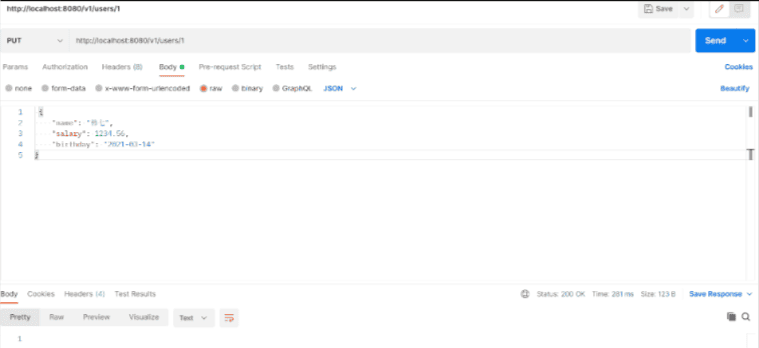 http://localhost:8080/v1/users/1
Save
PUT http://localhost:8080/v1/users/1 Send
Params Authorization Headers (8) Body Pre-request Script Tests Settings Cookies
none form-data x-www-form-urlencoded raw binary GraphQL JSON Beautify
1 {
2 "name": "
3 "salary": 1234.56,
4 "birthday": "2021-03-14"
5 }
Body Cookies Headers (4) Test Results Status: 200 OK Time: 281 ms Size: 123 B Save Response
Pretty Raw Preview Visualize Text
1